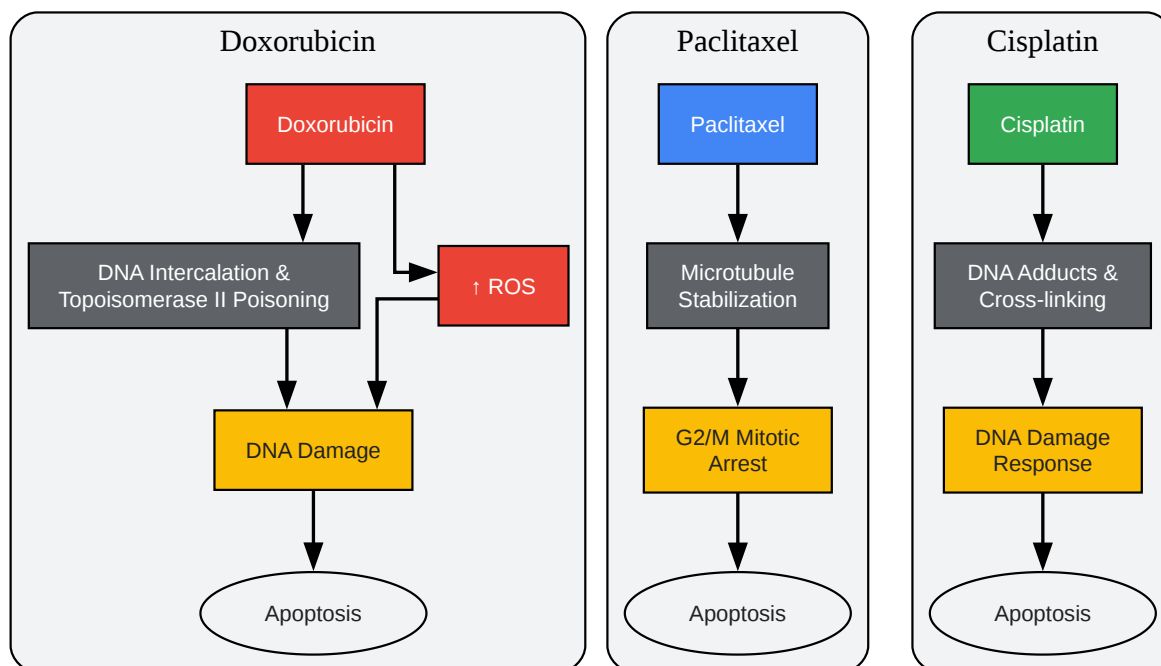 Doxorubicin
Doxorubicin
DNA Intercalation &
Topoisomerase II Poisoning
↑ ROS
DNA Damage
Apoptosis
Paclitaxel
Paclitaxel
Microtubule
Stabilization
G2/M Mitotic
Arrest
Apoptosis
Cisplatin
Cisplatin
DNA Adducts &
Cross-linking
DNA Damage
Response
Apoptosis